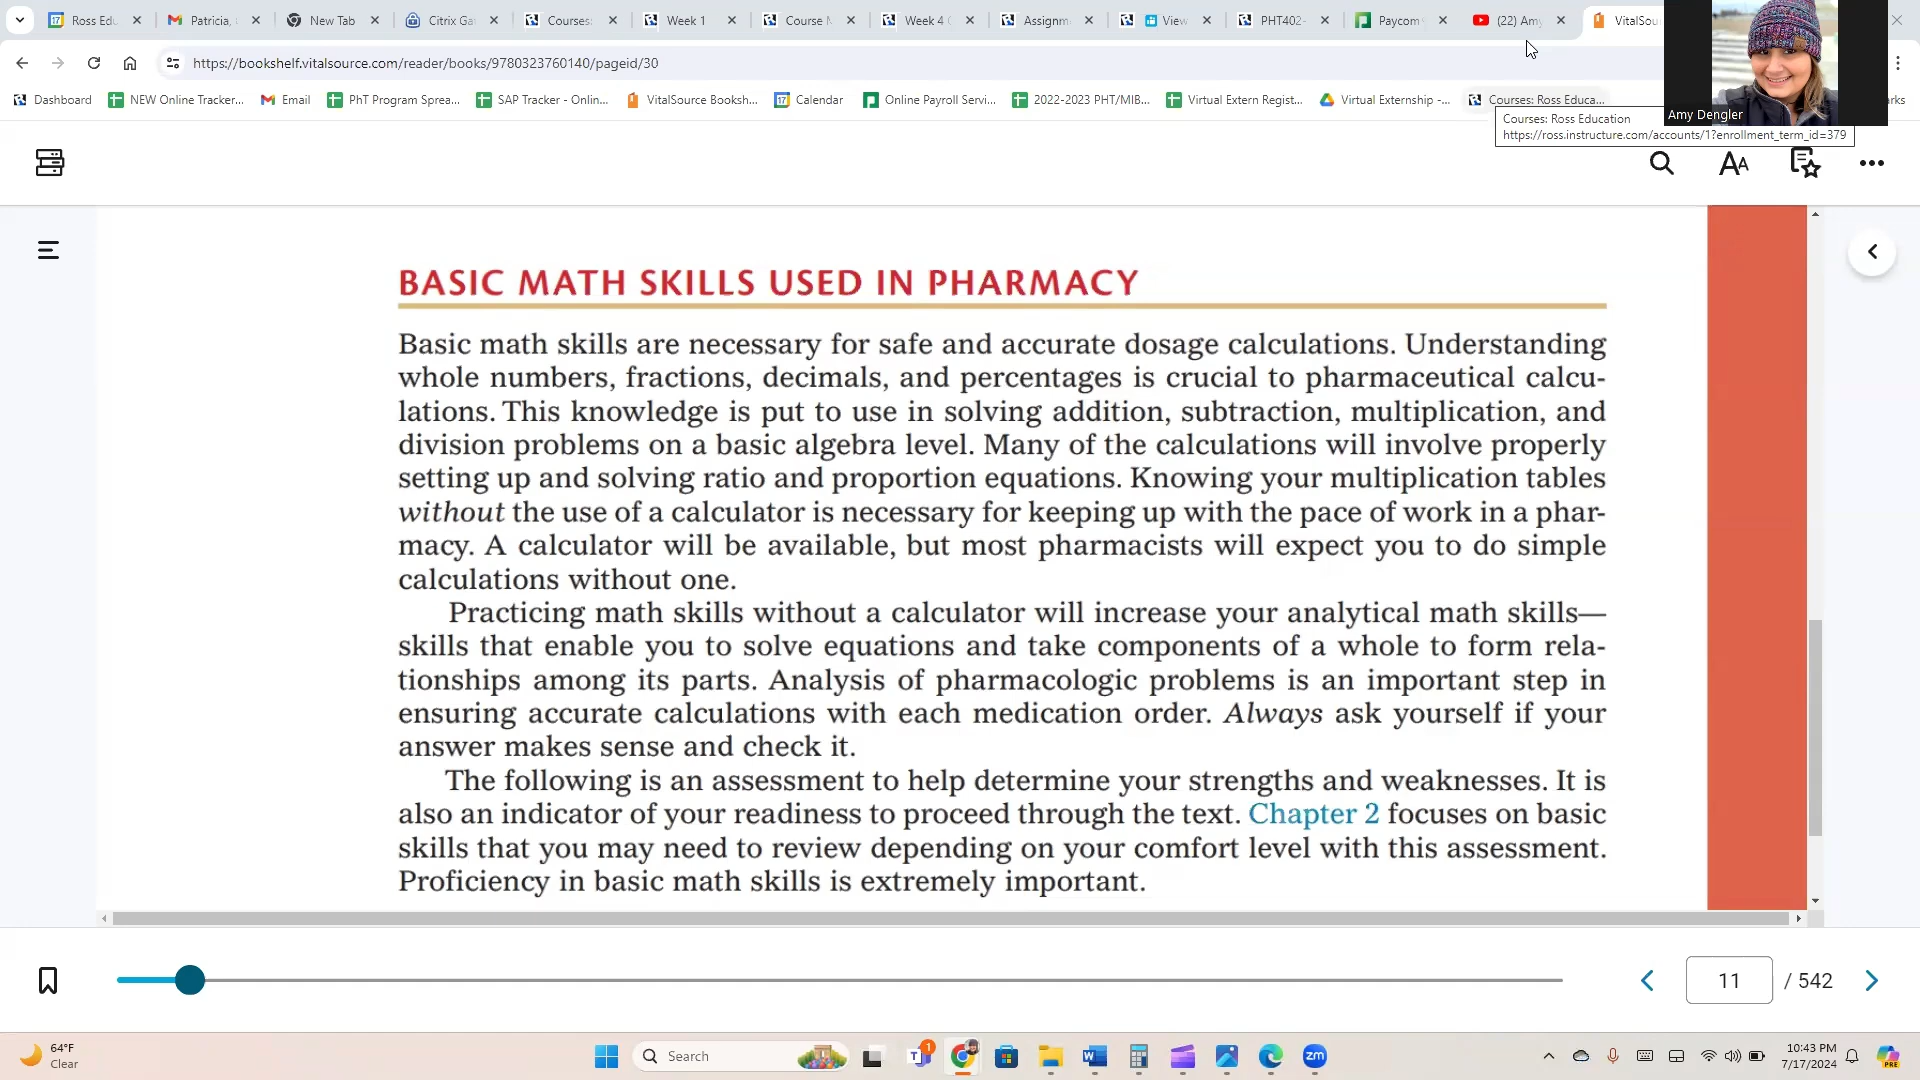 Ross Edu
Patricia,
New Tab
Citrix Ga
Courses:
Week 1
Course M
Week 4 C
Assignm
View
PHT402-
Paycom
(22) Amy
VitalSou
https://bookshelf.vitalsource.com/reader/books/9780323760140/pageid/30
Dashboard
NEW Online Tracker...
Email
PhT Program Sprea...
SAP Tracker - Onlin...
VitalSource Booksh...
Calendar
Online Payroll Servi...
2022-2023 PHT/MIB...
Virtual Extern Regist...
Virtual Externship -...
Courses: Ross Educa...
Amy Dengler
Courses: Ross Education
https://ross.instructure.com/accounts/1?enrollment_term_id=379
BASIC MATH SKILLS USED IN PHARMACY
Basic math skills are necessary for safe and accurate dosage calculations. Understanding
whole numbers, fractions, decimals, and percentages is crucial to pharmaceutical calcu-
lations. This knowledge is put to use in solving addition, subtraction, multiplication, and
division problems on a basic algebra level. Many of the calculations will involve properly
setting up and solving ratio and proportion equations. Knowing your multiplication tables
without the use of a calculator is necessary for keeping up with the pace of work in a phar-
macy. A calculator will be available, but most pharmacists will expect you to do simple
calculations without one.
Practicing math skills without a calculator will increase your analytical math skills—
skills that enable you to solve equations and take components of a whole to form rela-
tionships among its parts. Analysis of pharmacologic problems is an important step in
ensuring accurate calculations with each medication order. Always ask yourself if your
answer makes sense and check it.
The following is an assessment to help determine your strengths and weaknesses. It is
also an indicator of your readiness to proceed through the text. Chapter 2 focuses on basic
skills that you may need to review depending on your comfort level with this assessment.
Proficiency in basic math skills is extremely important.
11 / 542
64°F
Clear
Search
10:43 PM
7/17/2024